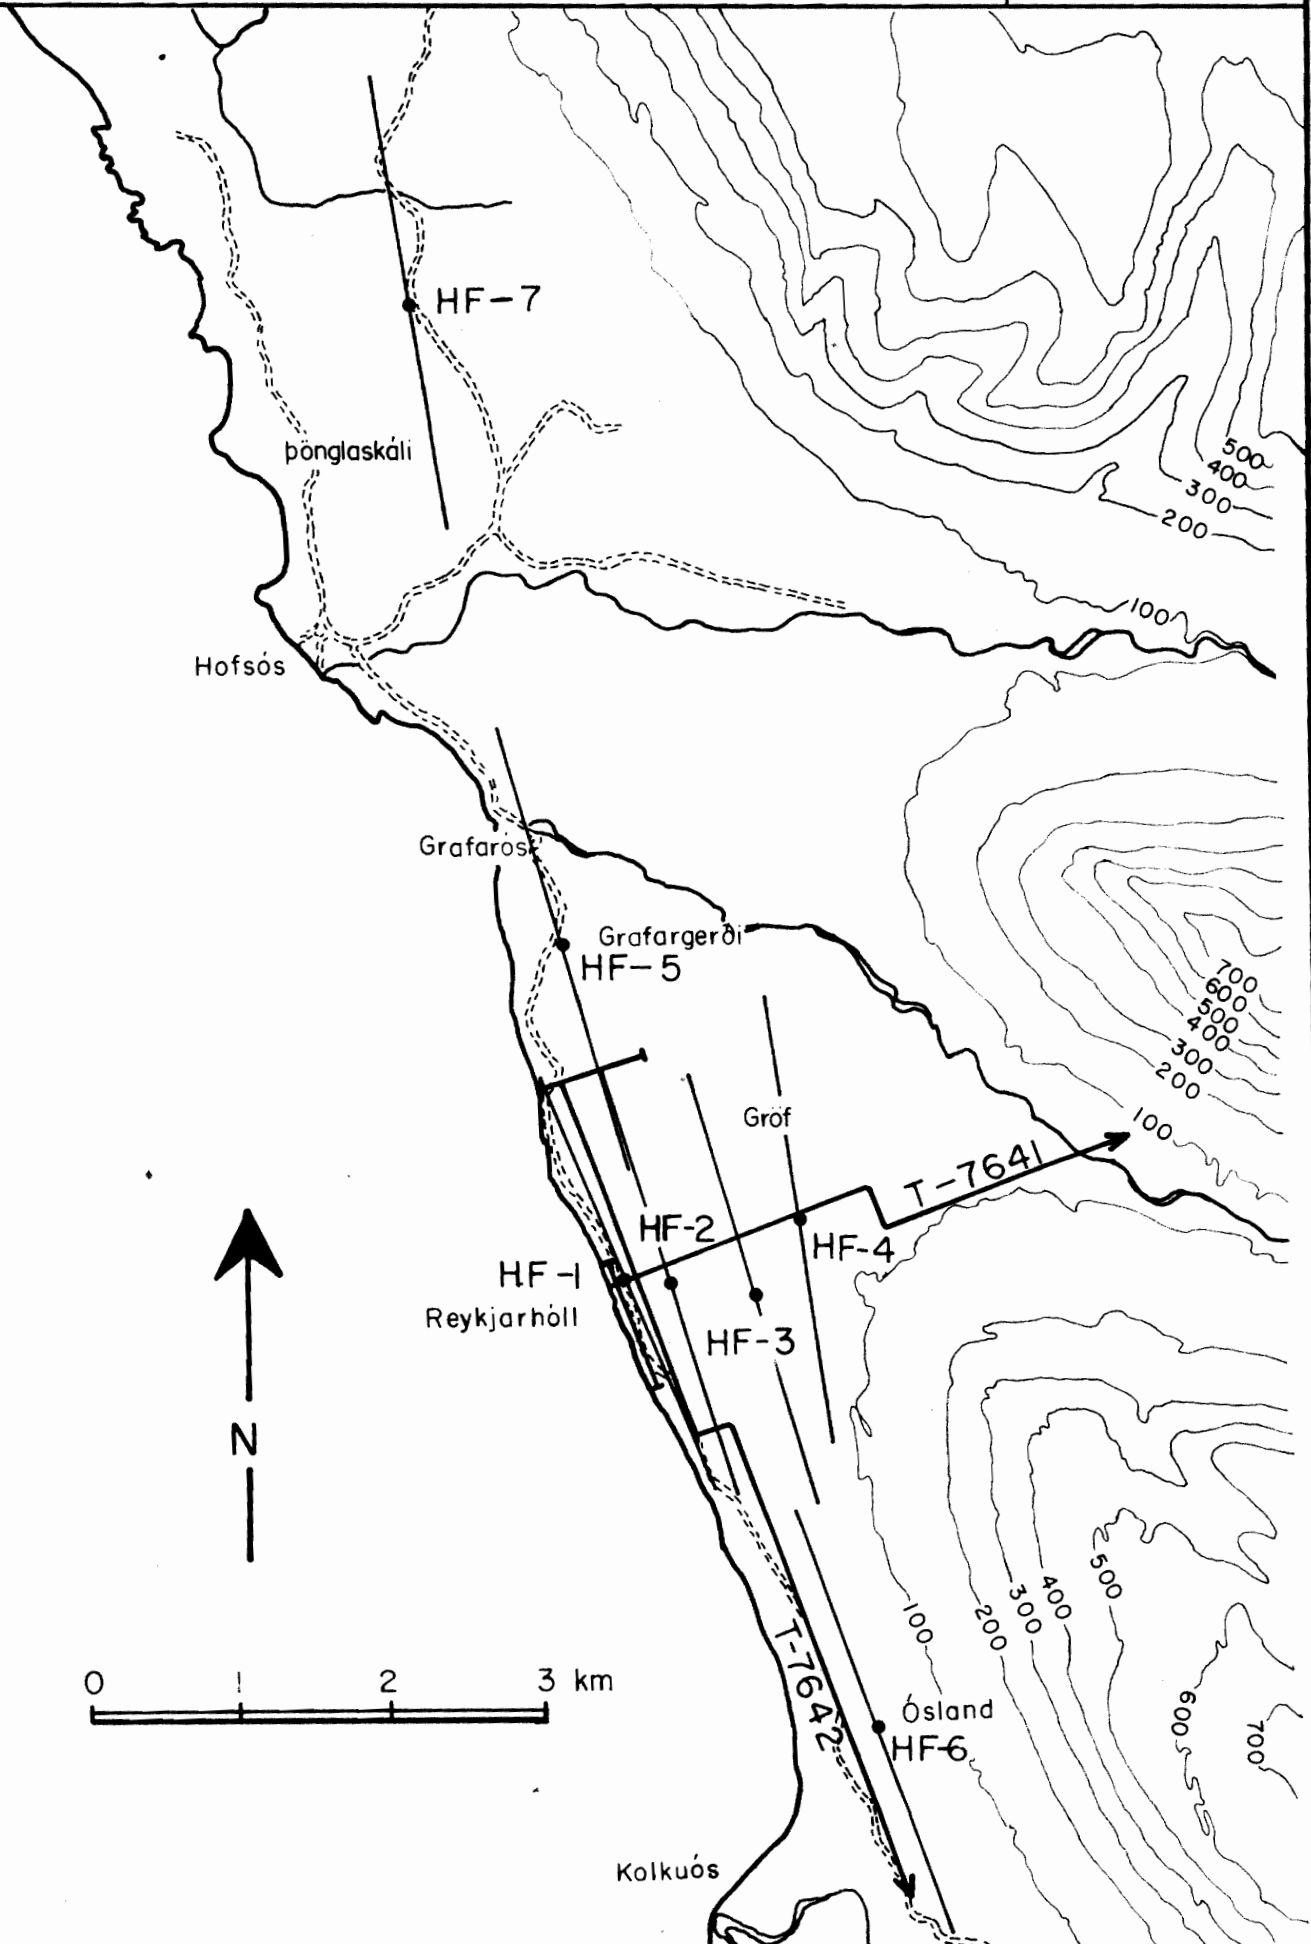 HF-7
þönglaskáli
500
400
300
200
100
Hofsós
Grafarós
Grafargerði
HF-5
700
600
500
400
300
200
100
Gröf
T-7641
HF-2
HF-4
HF-1
Reykjarhóll
HF-3
N
500
400
300
200
100
0 1 2 3 km
T-7642
Ósland
HF-6
600
700
Kolkuós